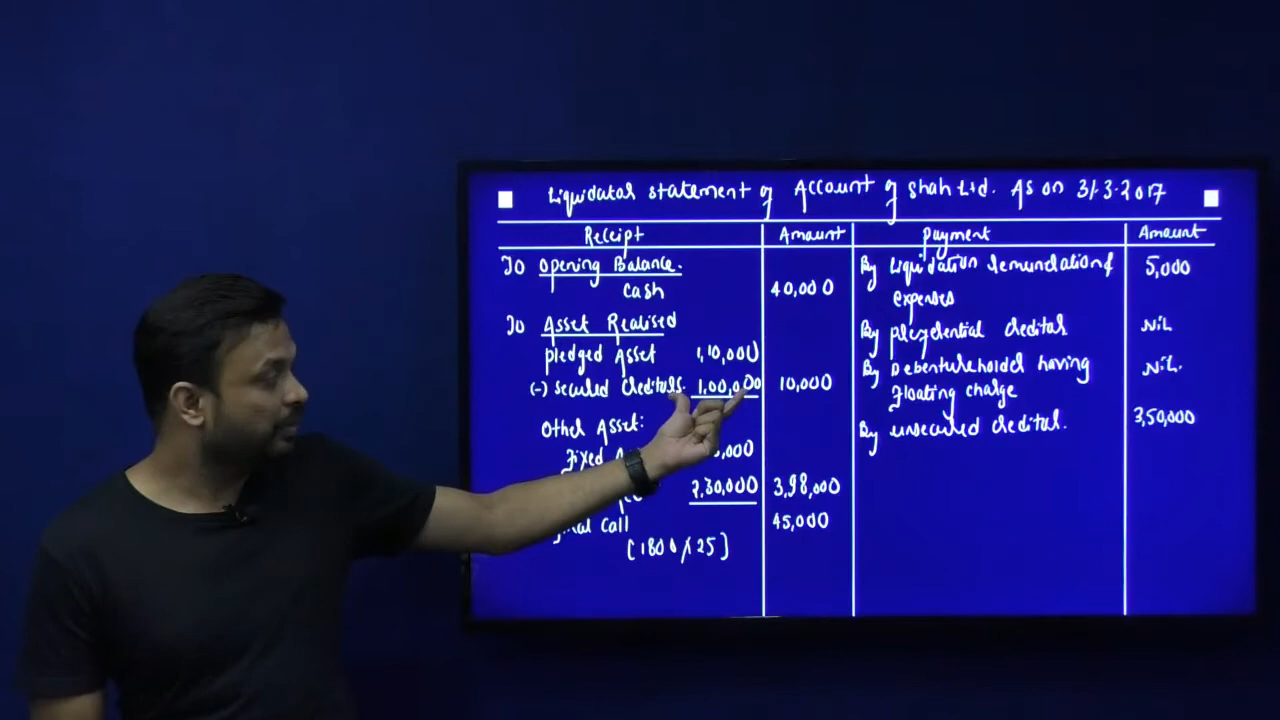 Liquidator statement of Account of Shah Ltd. As on 31.3.2017
Receipt Amount payment Amount
To Opening Balance.
Cash 40,000
To Asset Realised
pledged Asset 1,10,000
(-) Secured Creditors. 1,00,000 10,000
Other Asset:
Fixed
2,30,000 3,98,000
Call 45,000
[1800 X 25]
By liquidation remuneration &
expenses 5,000
By preferential creditor Nil
By Debentureholder having
Floating charge Nil.
By unsecured creditor. 3,50,000